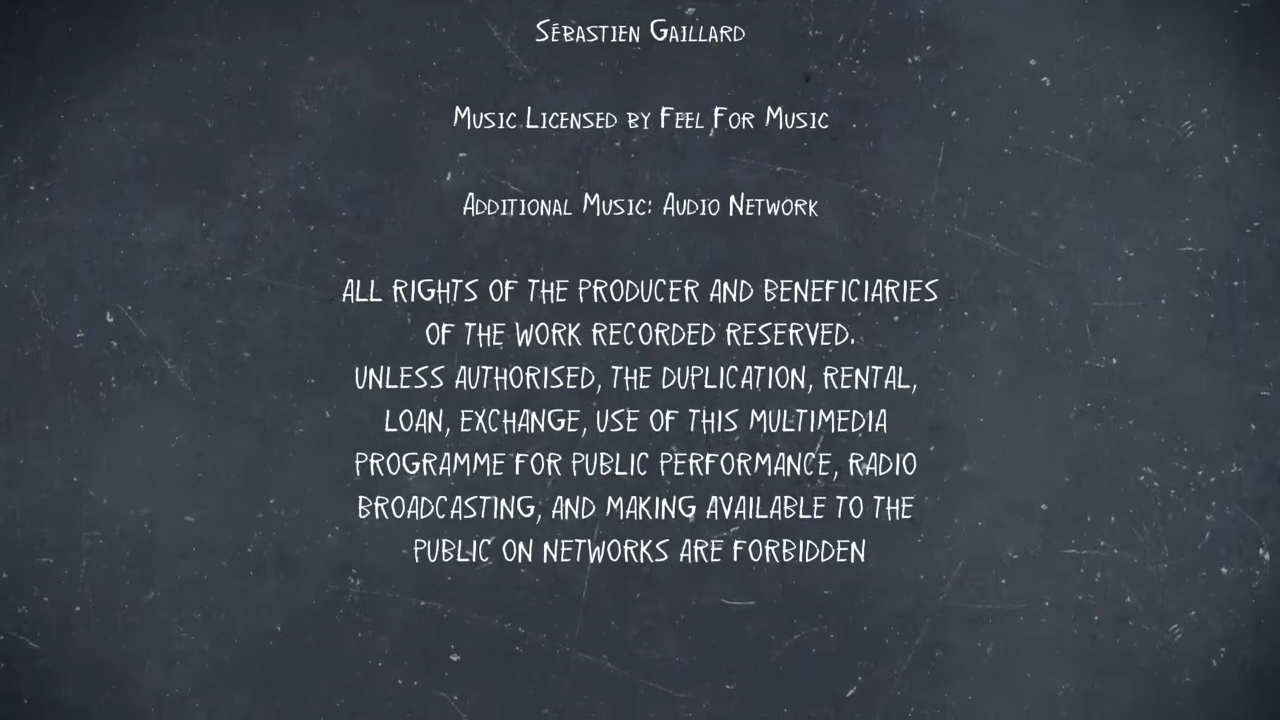 Sébastien Gaillard
Music Licensed by Feel For Music
Additional Music: Audio Network
ALL RIGHTS OF THE PRODUCER AND BENEFICIARIES
OF THE WORK RECORDED RESERVED.
UNLESS AUTHORISED, THE DUPLICATION, RENTAL,
LOAN, EXCHANGE, USE OF THIS MULTIMEDIA
PROGRAMME FOR PUBLIC PERFORMANCE, RADIO
BROADCASTING, AND MAKING AVAILABLE TO THE
PUBLIC ON NETWORKS ARE FORBIDDEN